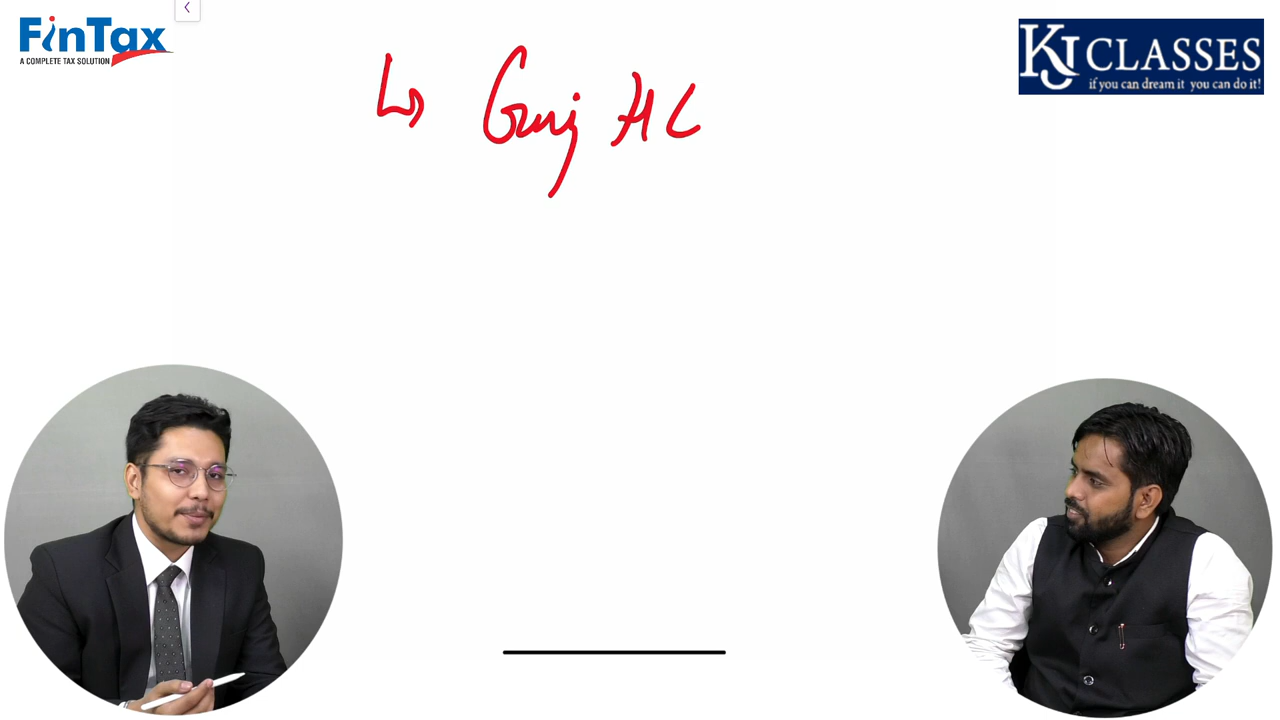 FinTax
A COMPLETE TAX SOLUTION
KJ CLASSES
if you can dream it you can do it!
↳ Guj HC